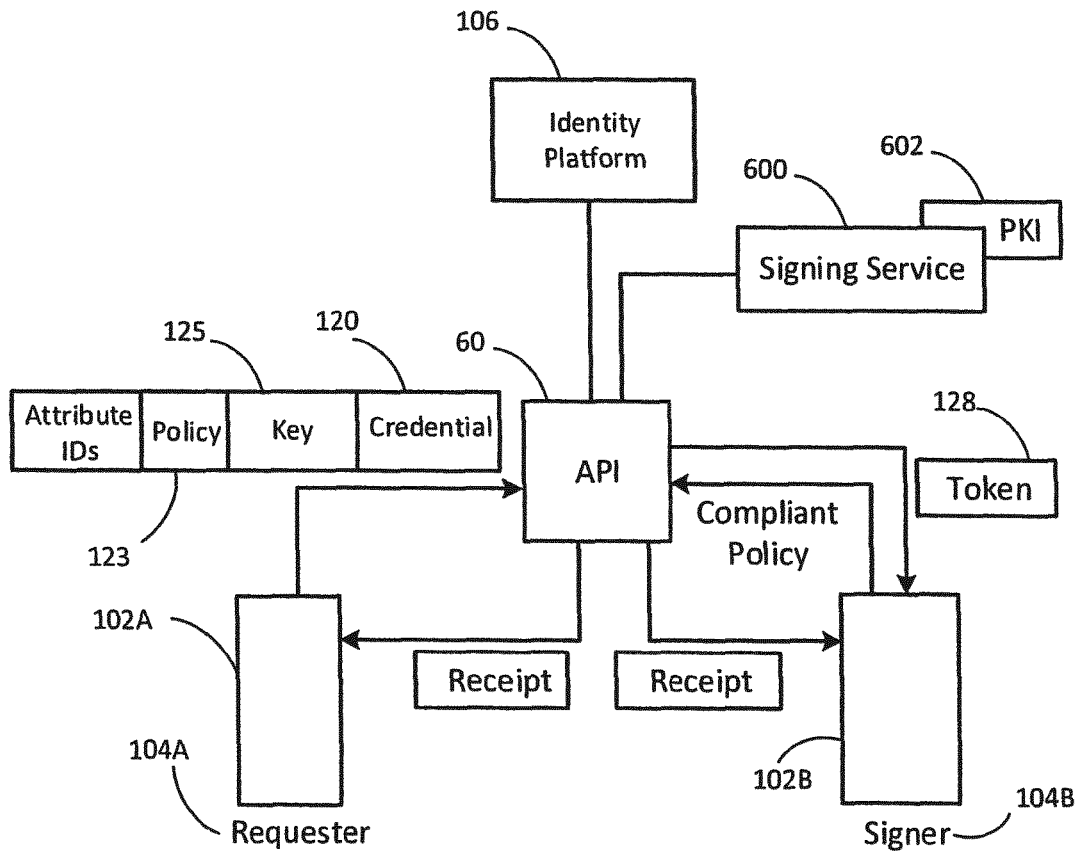 106
Identity
Platform
602
600
PKI
Signing Service
125
120
60
128
Attribute
IDs
Policy
Key
Credential
API
Token
Compliant
Policy
123
102A
Receipt
Receipt
104A
102B
104B
Requester
Signer